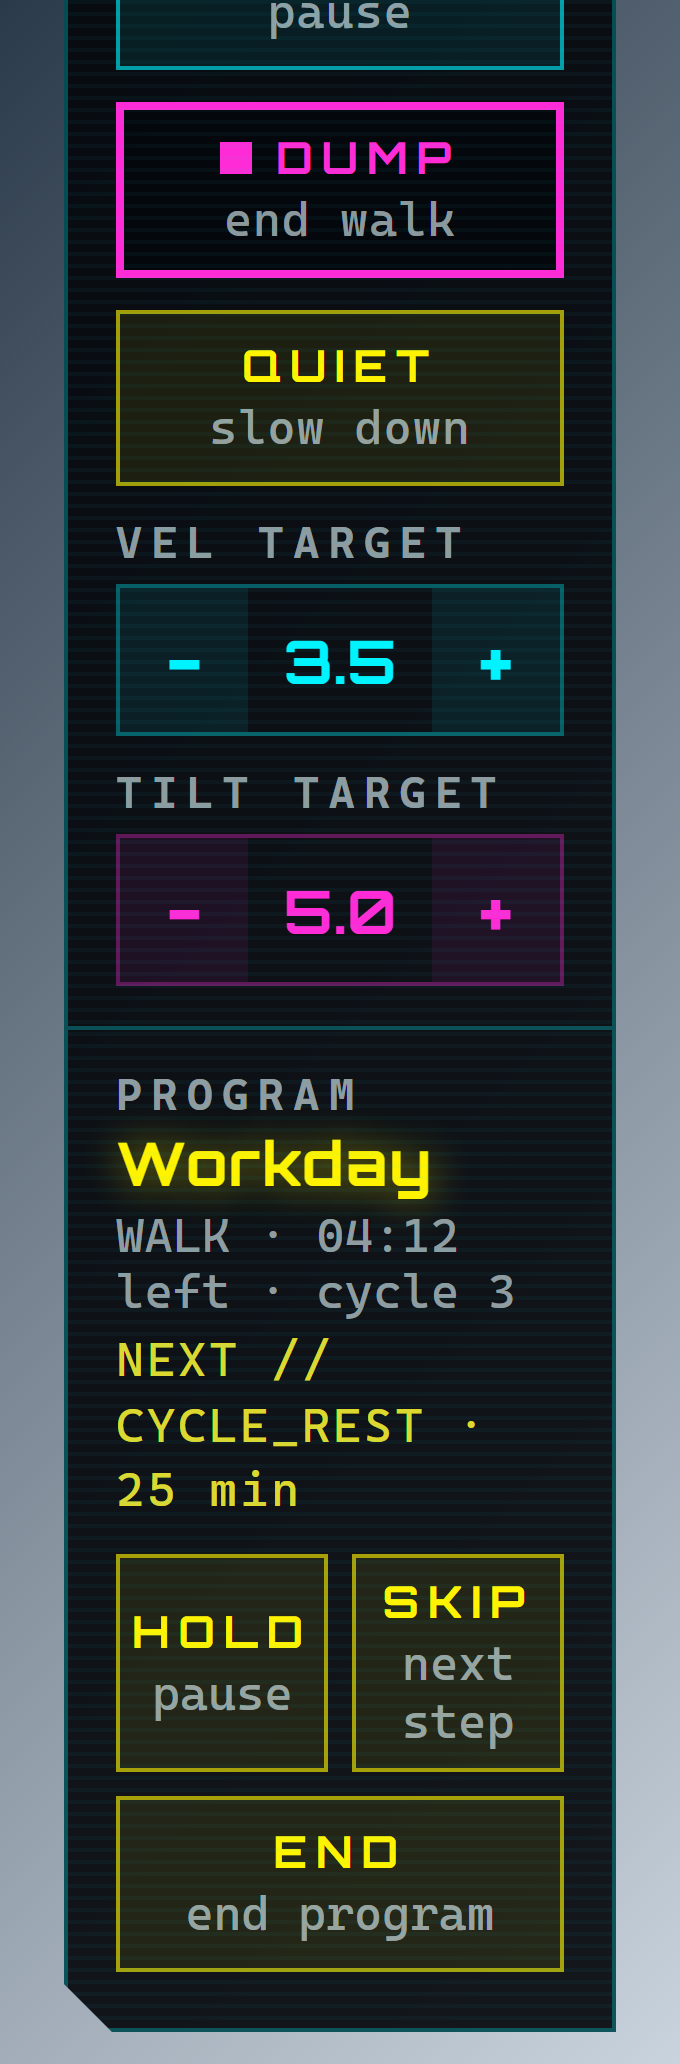 pause
DUMP
end walk
QUIET
slow down
VEL TARGET
- 3.5 +
TILT TARGET
- 5.0 +
PROGRAM
Workday
WALK · 04:12
left · cycle 3
NEXT //
CYCLE_REST ·
25 min
HOLD
pause
SKIP
next
step
END
end program